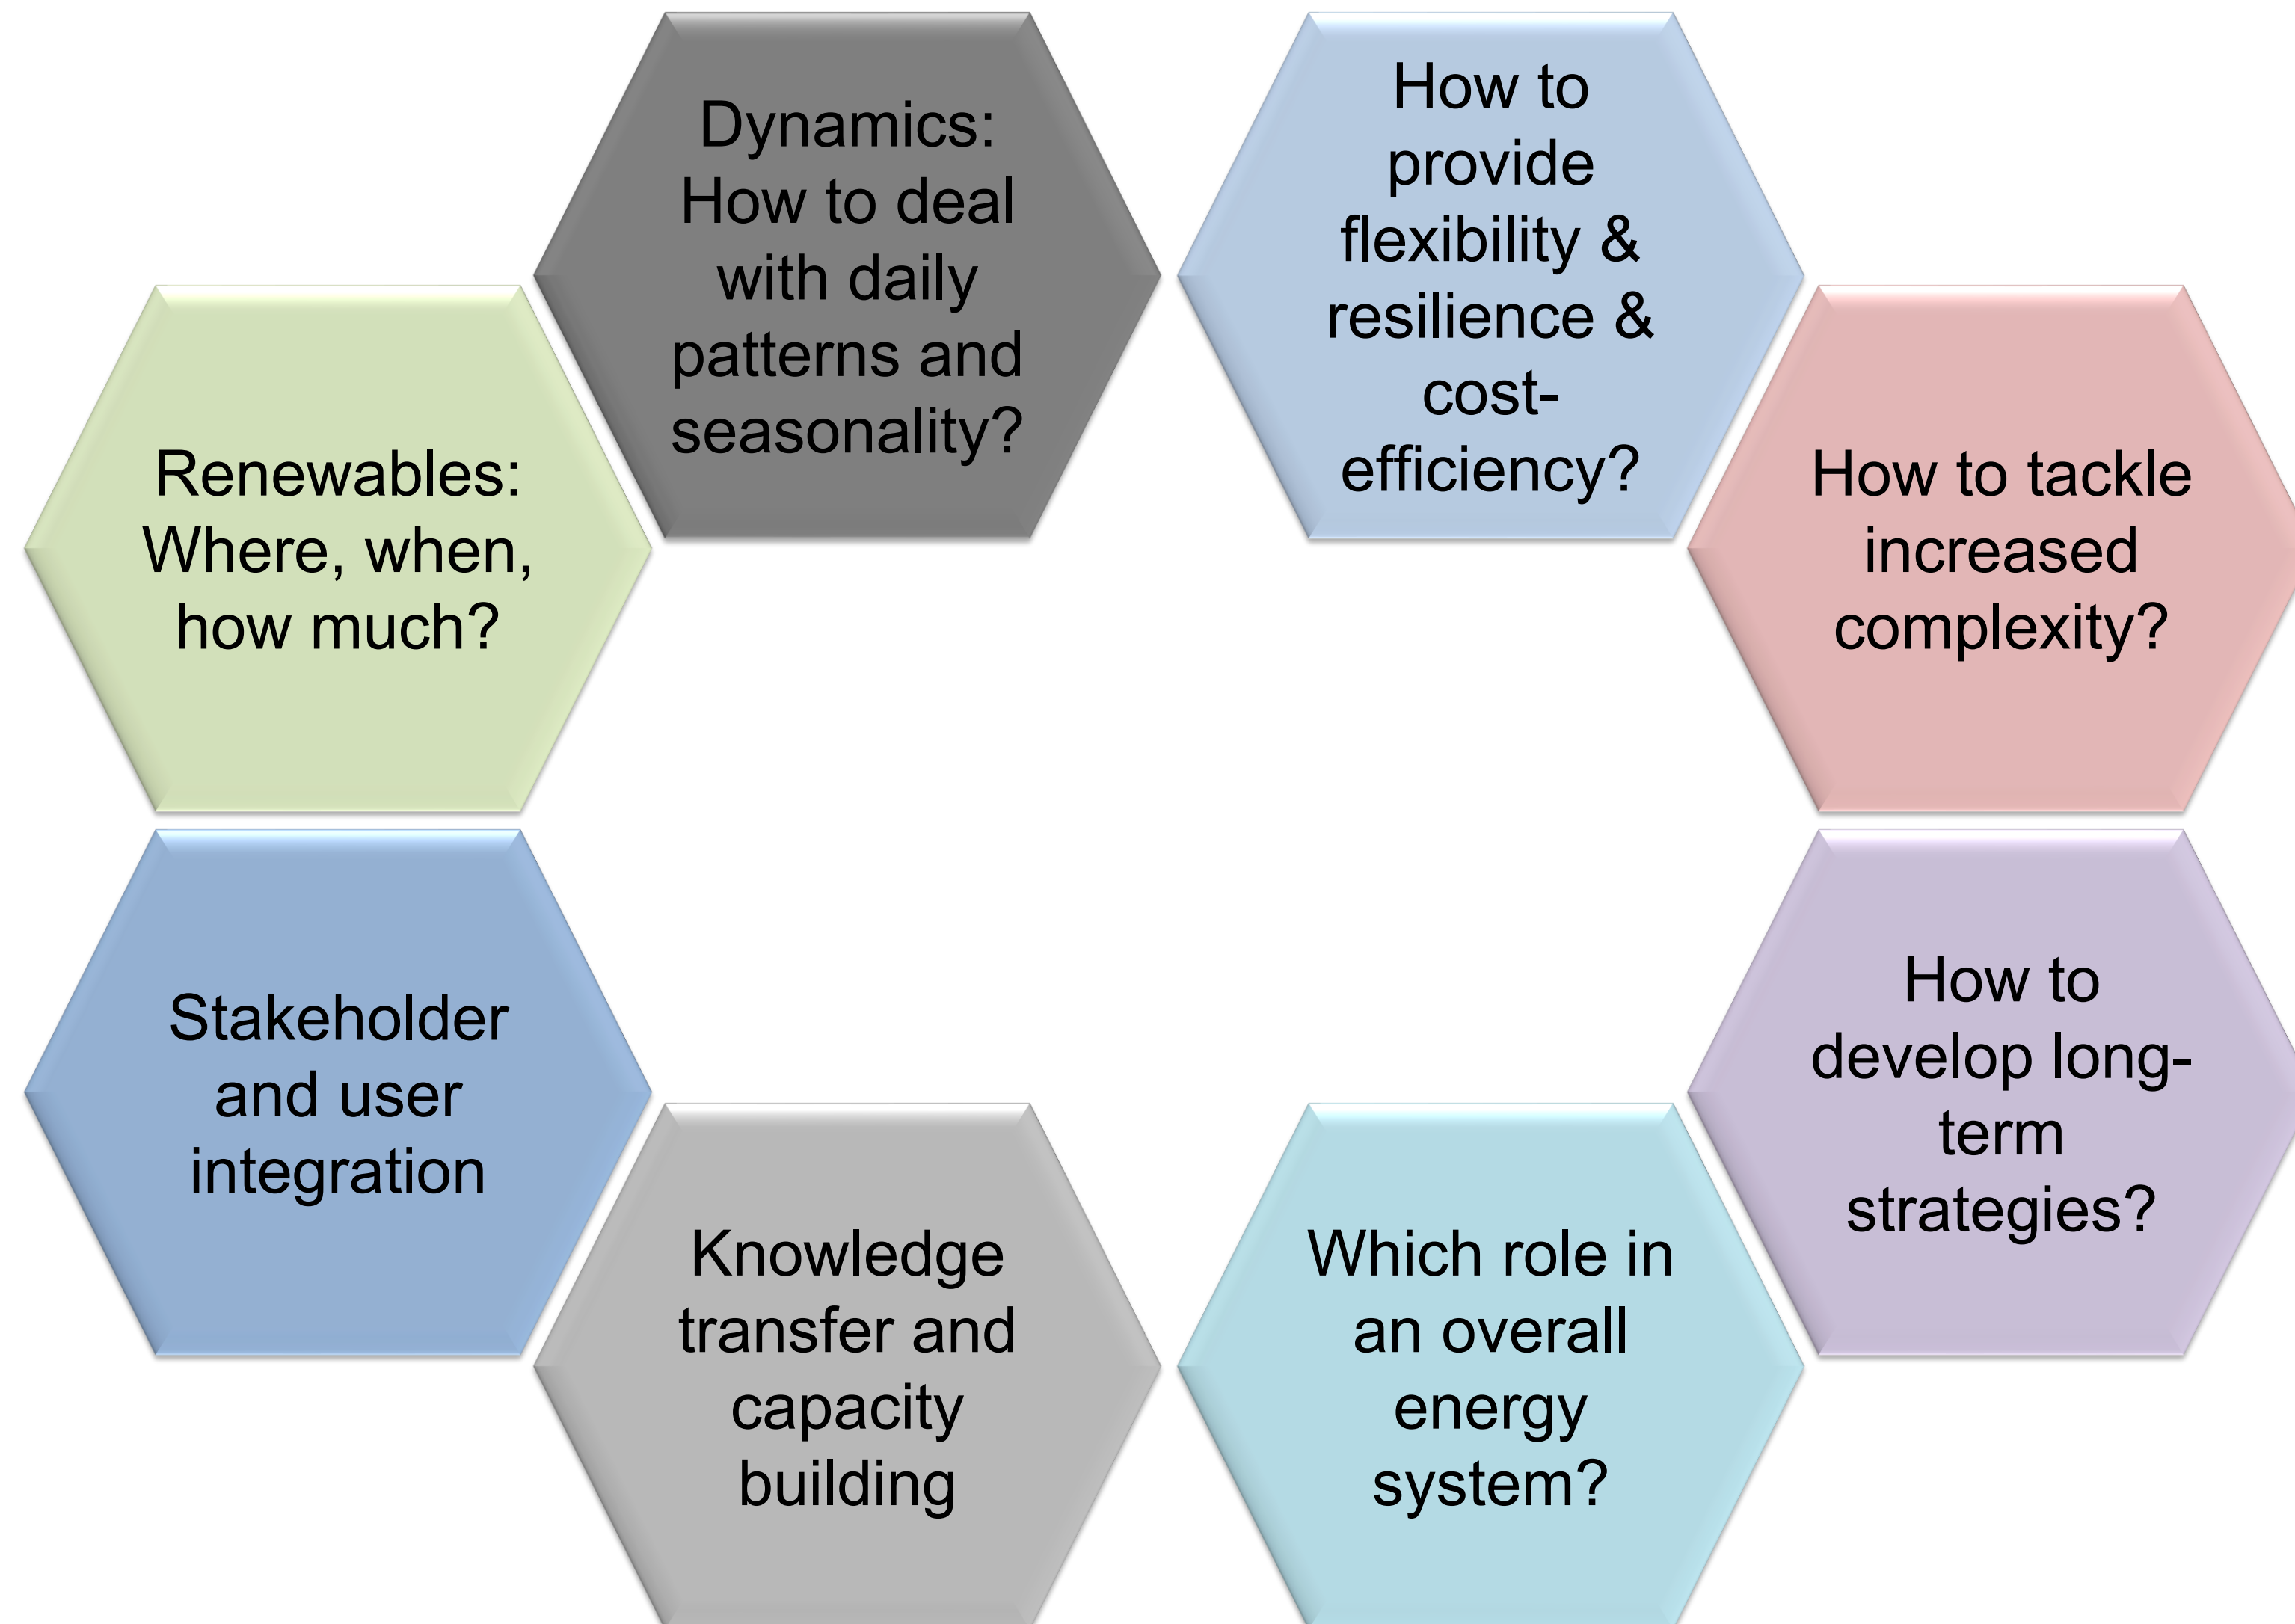 Dynamics:
How to deal
with daily
patterns and
seasonality?
How to
provide
flexibility &
resilience &
cost-
efficiency?
Renewables:
Where, when,
how much?
How to tackle
increased
complexity?
Stakeholder
and user
integration
How to
develop long-
term
strategies?
Knowledge
transfer and
capacity
building
Which role in
an overall
energy
system?